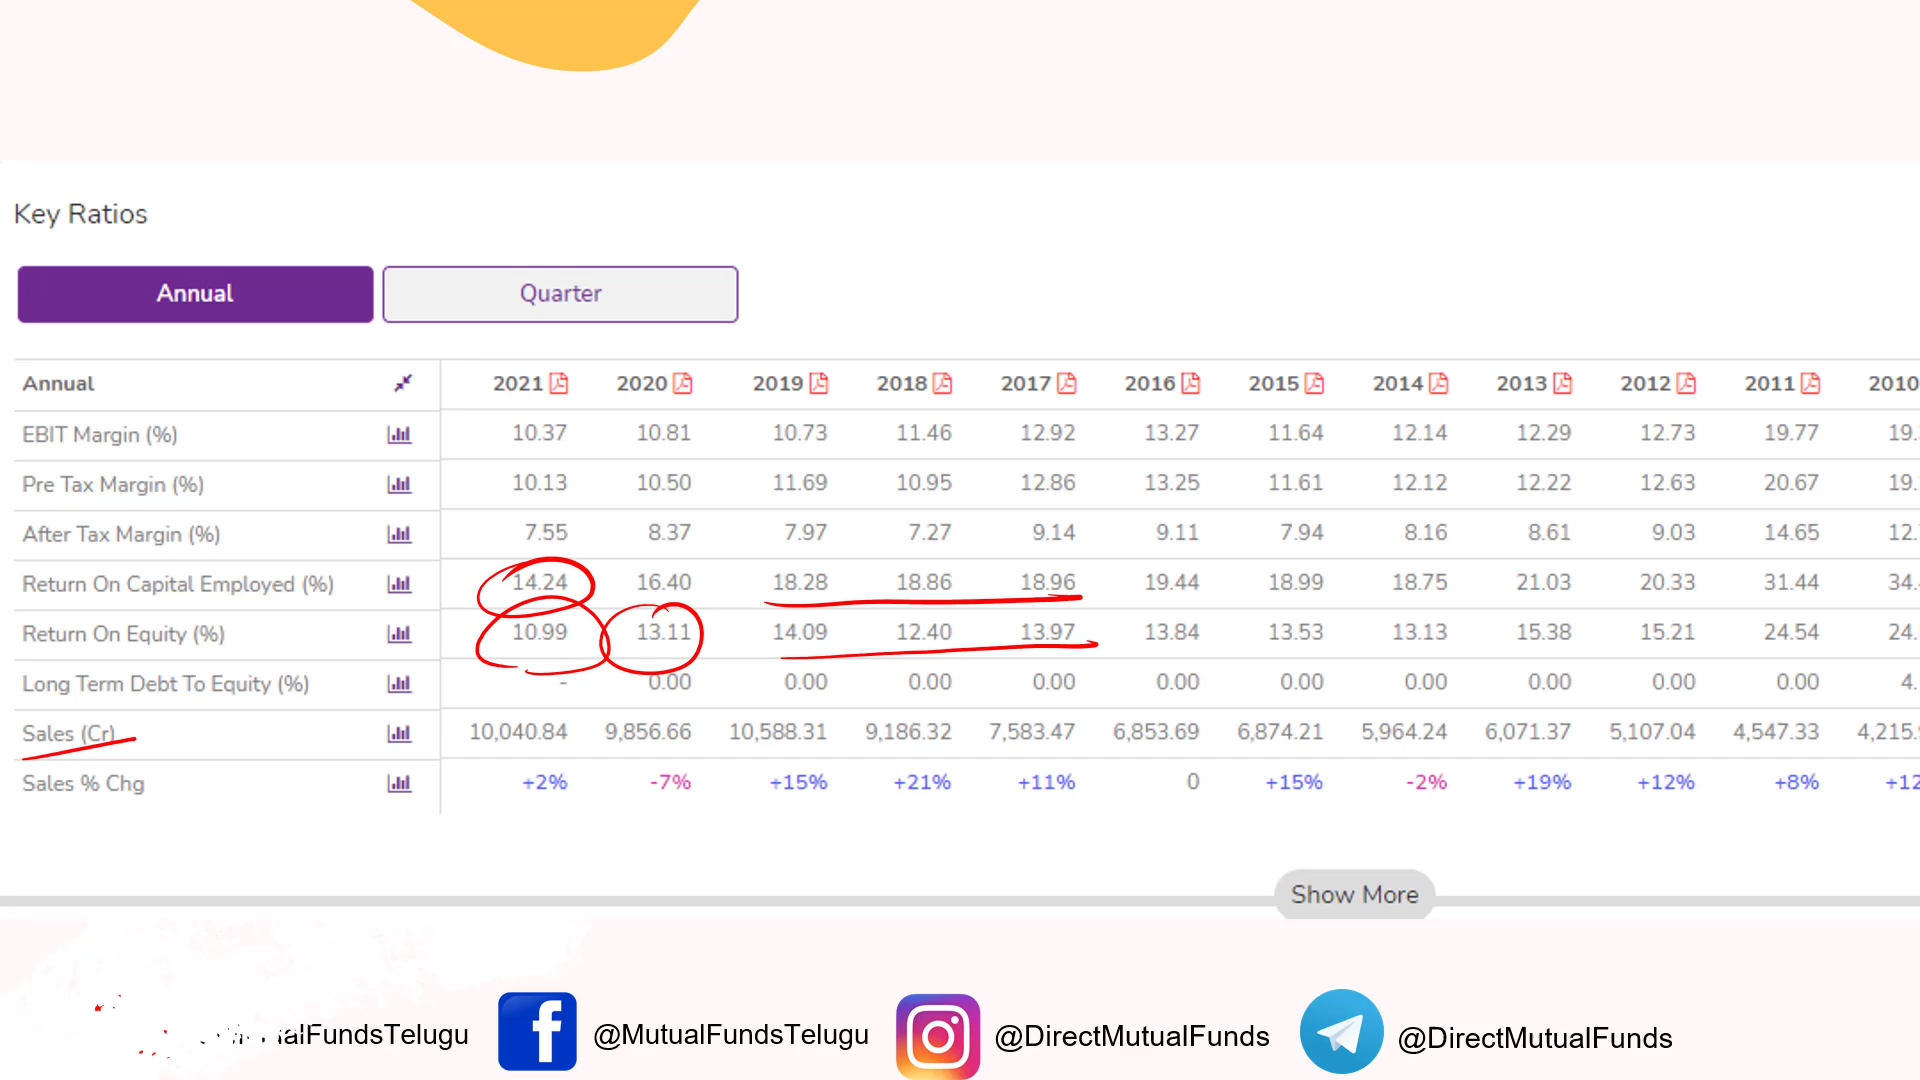 Key Ratios
Annual Quarter
Annual 2021 2020 2019 2018 2017 2016 2015 2014 2013 2012 2011 2010
EBIT Margin (%) 10.37 10.81 10.73 11.46 12.92 13.27 11.64 12.14 12.29 12.73 19.77 19.
Pre Tax Margin (%) 10.13 10.50 11.69 10.95 12.86 13.25 11.61 12.12 12.22 12.63 20.67 19.
After Tax Margin (%) 7.55 8.37 7.97 7.27 9.14 9.11 7.94 8.16 8.61 9.03 14.65 12.
Return On Capital Employed (%) 14.24 16.40 18.28 18.86 18.96 19.44 18.99 18.75 21.03 20.33 31.44 34.
Return On Equity (%) 10.99 13.11 14.09 12.40 13.97 13.84 13.53 13.13 15.38 15.21 24.54 24.
Long Term Debt To Equity (%) - 0.00 0.00 0.00 0.00 0.00 0.00 0.00 0.00 0.00 0.00 4.
Sales (Cr) 10,040.84 9,856.66 10,588.31 9,186.32 7,583.47 6,853.69 6,874.21 5,964.24 6,071.37 5,107.04 4,547.33 4,215.
Sales % Chg +2% -7% +15% +21% +11% 0 +15% -2% +19% +12% +8% +12
Show More
FundsTelugu @MutualFundsTelugu @DirectMutualFunds @DirectMutualFunds